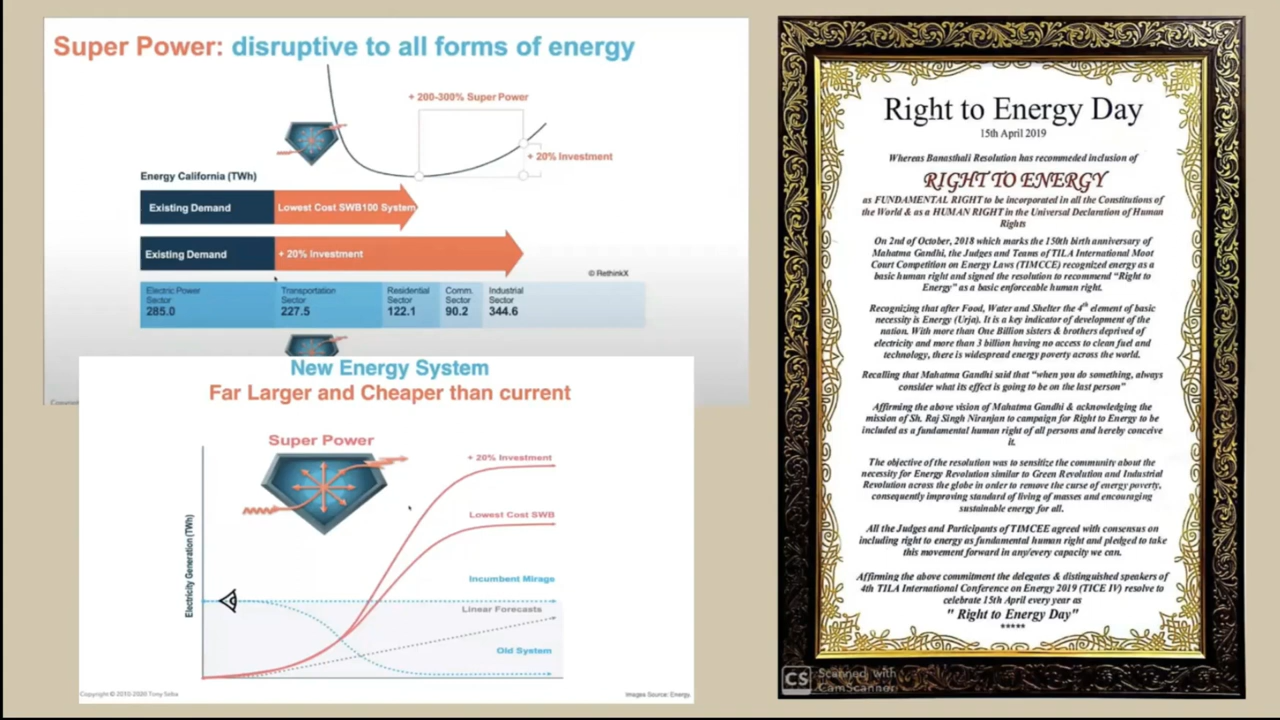 Super Power: disruptive to all forms of energy
+ 200-300% Super Power
+ 20% Investment
Energy California (TWh)
Existing Demand
Lowest Cost SWB100 System
Existing Demand
+ 20% Investment
© RethinkX
Electric Power
Sector
285.0
Transportation
Sector
227.5
Residential
Sector
122.1
Comm.
Sector
90.2
Industrial
Sector
344.6
New Energy System
Far Larger and Cheaper than current
Super Power
+ 20% Investment
Lowest Cost SWB
Incumbent Mirage
Linear Forecasts
Old System
Electricity Generation (TWh)
Copyright © 2010-2020 Tony Seba
Images Source: Energy
Right to Energy Day
15th April 2019
Whereas Banasthali Resolution has recommeded inclusion of
RIGHT TO ENERGY
as FUNDAMENTAL RIGHT to be incorporated in all the Constitutions of
the World & as a HUMAN RIGHT in the Universal Declaration of Human
Rights
On 2nd of October, 2018 which marks the 150th birth anniversary of
Mahatma Gandhi, the Judges and Teams of TILA International Moot
Court Competition on Energy Laws (TIMCCE) recognized energy as a
basic human right and signed the resolution to recommend "Right to
Energy" as a basic enforceable human right.
Recognizing that after Food, Water and Shelter the 4th element of basic
necessity is Energy (Urja). It is a key indicator of development of the
nation. With more than One Billion sisters & brothers deprived of
electricity and more than 3 billion having no access to clean fuel and
technology, there is widespread energy poverty across the world.
Recalling that Mahatma Gandhi said that "when you do something, always
consider what its effect is going to be on the last person"
Affirming the above vision of Mahatma Gandhi & acknowledging the
mission of Sh. Raj Singh Niranjan to campaign for Right to Energy to be
included as a fundamental human right of all persons and hereby conceive
it.
The objective of the resolution was to sensitize the community about the
necessity for Energy Revolution similar to Green Revolution and Industrial
Revolution across the globe in order to remove the curse of energy poverty,
consequently improving standard of living of masses and encouraging
sustainable energy for all.
All the Judges and Participants of TIMCEE agreed with consensus on
including right to energy as fundamental human right and pledged to take
this movement forward in any/every capacity we can.
Affirming the above commitment the delegates & distinguished speakers of
4th TILA International Conference on Energy 2019 (TICE IV) resolve to
celebrate 15th April every year as
" Right to Energy Day"
*****
CS Scanned with
CamScanner